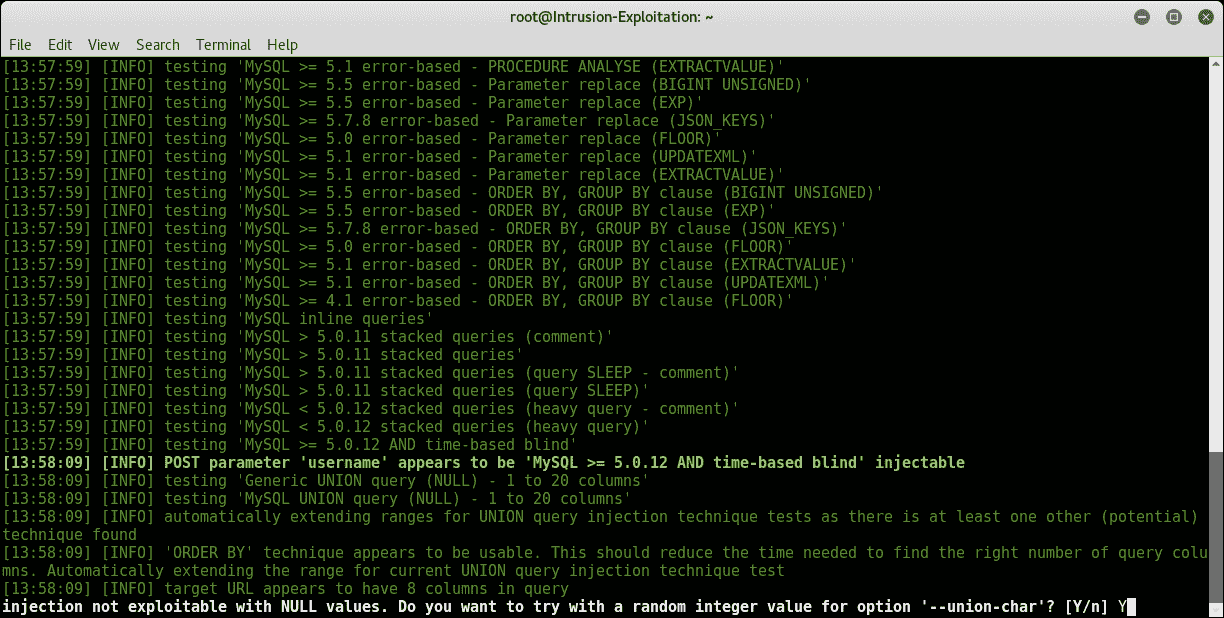 root@Intrusion-Exploitation: ~
File Edit View Search Terminal Help
[13:57:59] [INFO] testing 'MySQL >= 5.1 error-based - PROCEDURE ANALYSE (EXTRACTVALUE)'
[13:57:59] [INFO] testing 'MySQL >= 5.5 error-based - Parameter replace (BIGINT UNSIGNED)'
[13:57:59] [INFO] testing 'MySQL >= 5.5 error-based - Parameter replace (EXP)'
[13:57:59] [INFO] testing 'MySQL >= 5.7.8 error-based - Parameter replace (JSON_KEYS)'
[13:57:59] [INFO] testing 'MySQL >= 5.0 error-based - Parameter replace (FLOOR)'
[13:57:59] [INFO] testing 'MySQL >= 5.1 error-based - Parameter replace (UPDATEXML)'
[13:57:59] [INFO] testing 'MySQL >= 5.1 error-based - Parameter replace (EXTRACTVALUE)'
[13:57:59] [INFO] testing 'MySQL >= 5.5 error-based - ORDER BY, GROUP BY clause (BIGINT UNSIGNED)'
[13:57:59] [INFO] testing 'MySQL >= 5.5 error-based - ORDER BY, GROUP BY clause (EXP)'
[13:57:59] [INFO] testing 'MySQL >= 5.7.8 error-based - ORDER BY, GROUP BY clause (JSON_KEYS)'
[13:57:59] [INFO] testing 'MySQL >= 5.0 error-based - ORDER BY, GROUP BY clause (FLOOR)'
[13:57:59] [INFO] testing 'MySQL >= 5.1 error-based - ORDER BY, GROUP BY clause (EXTRACTVALUE)'
[13:57:59] [INFO] testing 'MySQL >= 5.1 error-based - ORDER BY, GROUP BY clause (UPDATEXML)'
[13:57:59] [INFO] testing 'MySQL >= 4.1 error-based - ORDER BY, GROUP BY clause (FLOOR)'
[13:57:59] [INFO] testing 'MySQL inline queries'
[13:57:59] [INFO] testing 'MySQL > 5.0.11 stacked queries (comment)'
[13:57:59] [INFO] testing 'MySQL > 5.0.11 stacked queries'
[13:57:59] [INFO] testing 'MySQL > 5.0.11 stacked queries (query SLEEP - comment)'
[13:57:59] [INFO] testing 'MySQL > 5.0.11 stacked queries (query SLEEP)'
[13:57:59] [INFO] testing 'MySQL < 5.0.12 stacked queries (heavy query - comment)'
[13:57:59] [INFO] testing 'MySQL < 5.0.12 stacked queries (heavy query)'
[13:57:59] [INFO] testing 'MySQL >= 5.0.12 AND time-based blind'
[13:58:09] [INFO] POST parameter 'username' appears to be 'MySQL >= 5.0.12 AND time-based blind' injectable
[13:58:09] [INFO] testing 'Generic UNION query (NULL) - 1 to 20 columns'
[13:58:09] [INFO] testing 'MySQL UNION query (NULL) - 1 to 20 columns'
[13:58:09] [INFO] automatically extending ranges for UNION query injection technique tests as there is at least one other (potential)
technique found
[13:58:09] [INFO] 'ORDER BY' technique appears to be usable. This should reduce the time needed to find the right number of query colu
mns. Automatically extending the range for current UNION query injection technique test
[13:58:09] [INFO] target URL appears to have 8 columns in query
injection not exploitable with NULL values. Do you want to try with a random integer value for option '--union-char'? [Y/n] Y